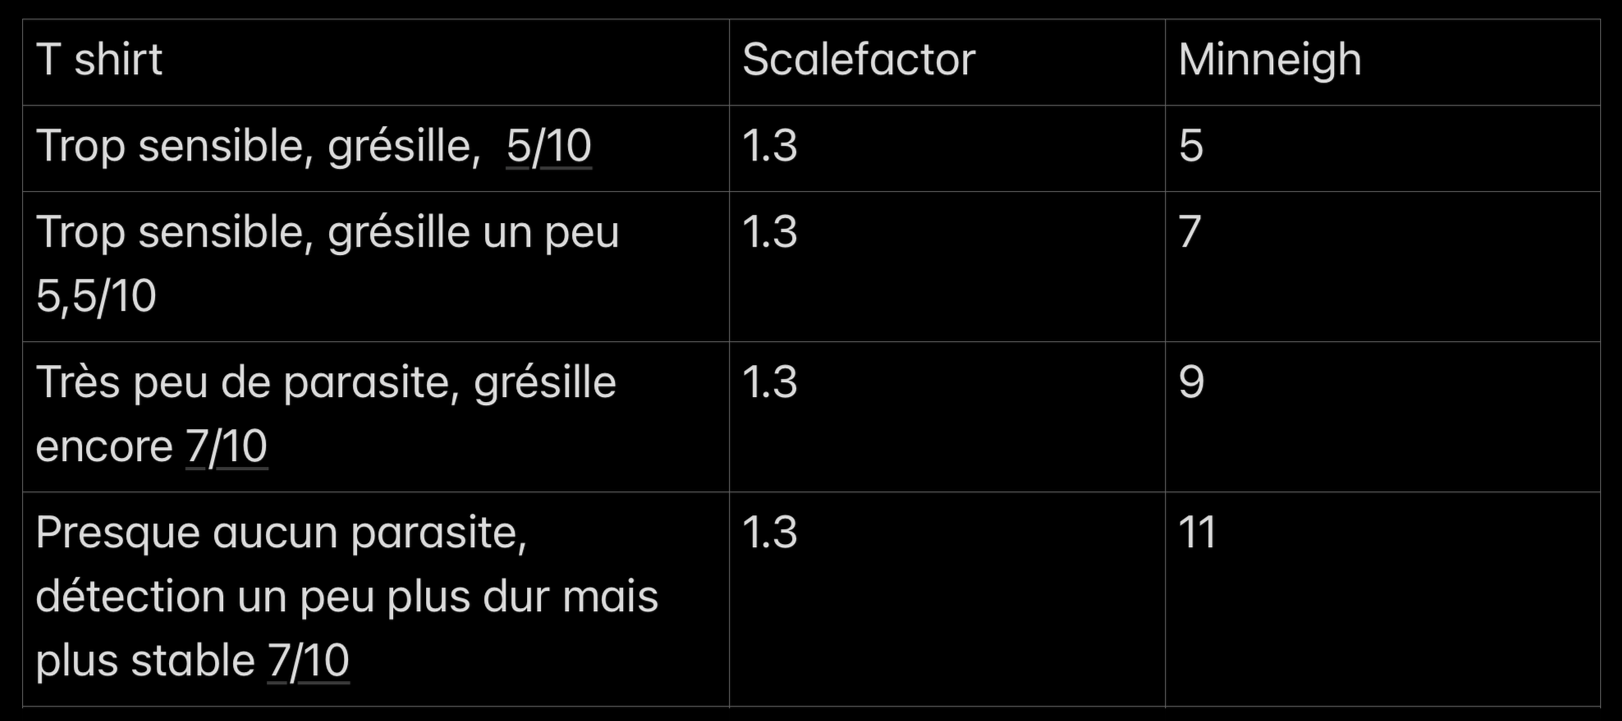 T shirt
Scalefactor
Minneigh
Trop sensible, grésille,  5/10
1.3
5
Trop sensible, grésille un peu
5,5/10
1.3
7
Très peu de parasite, grésille
encore 7/10
1.3
9
Presque aucun parasite,
détection un peu plus dur mais
plus stable 7/10
1.3
11